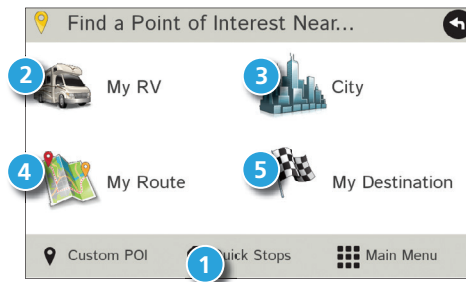 Find a Point of Interest Near...
2 My RV
3 City
4 My Route
5 My Destination
Custom POI
1 uick Stops
Main Menu